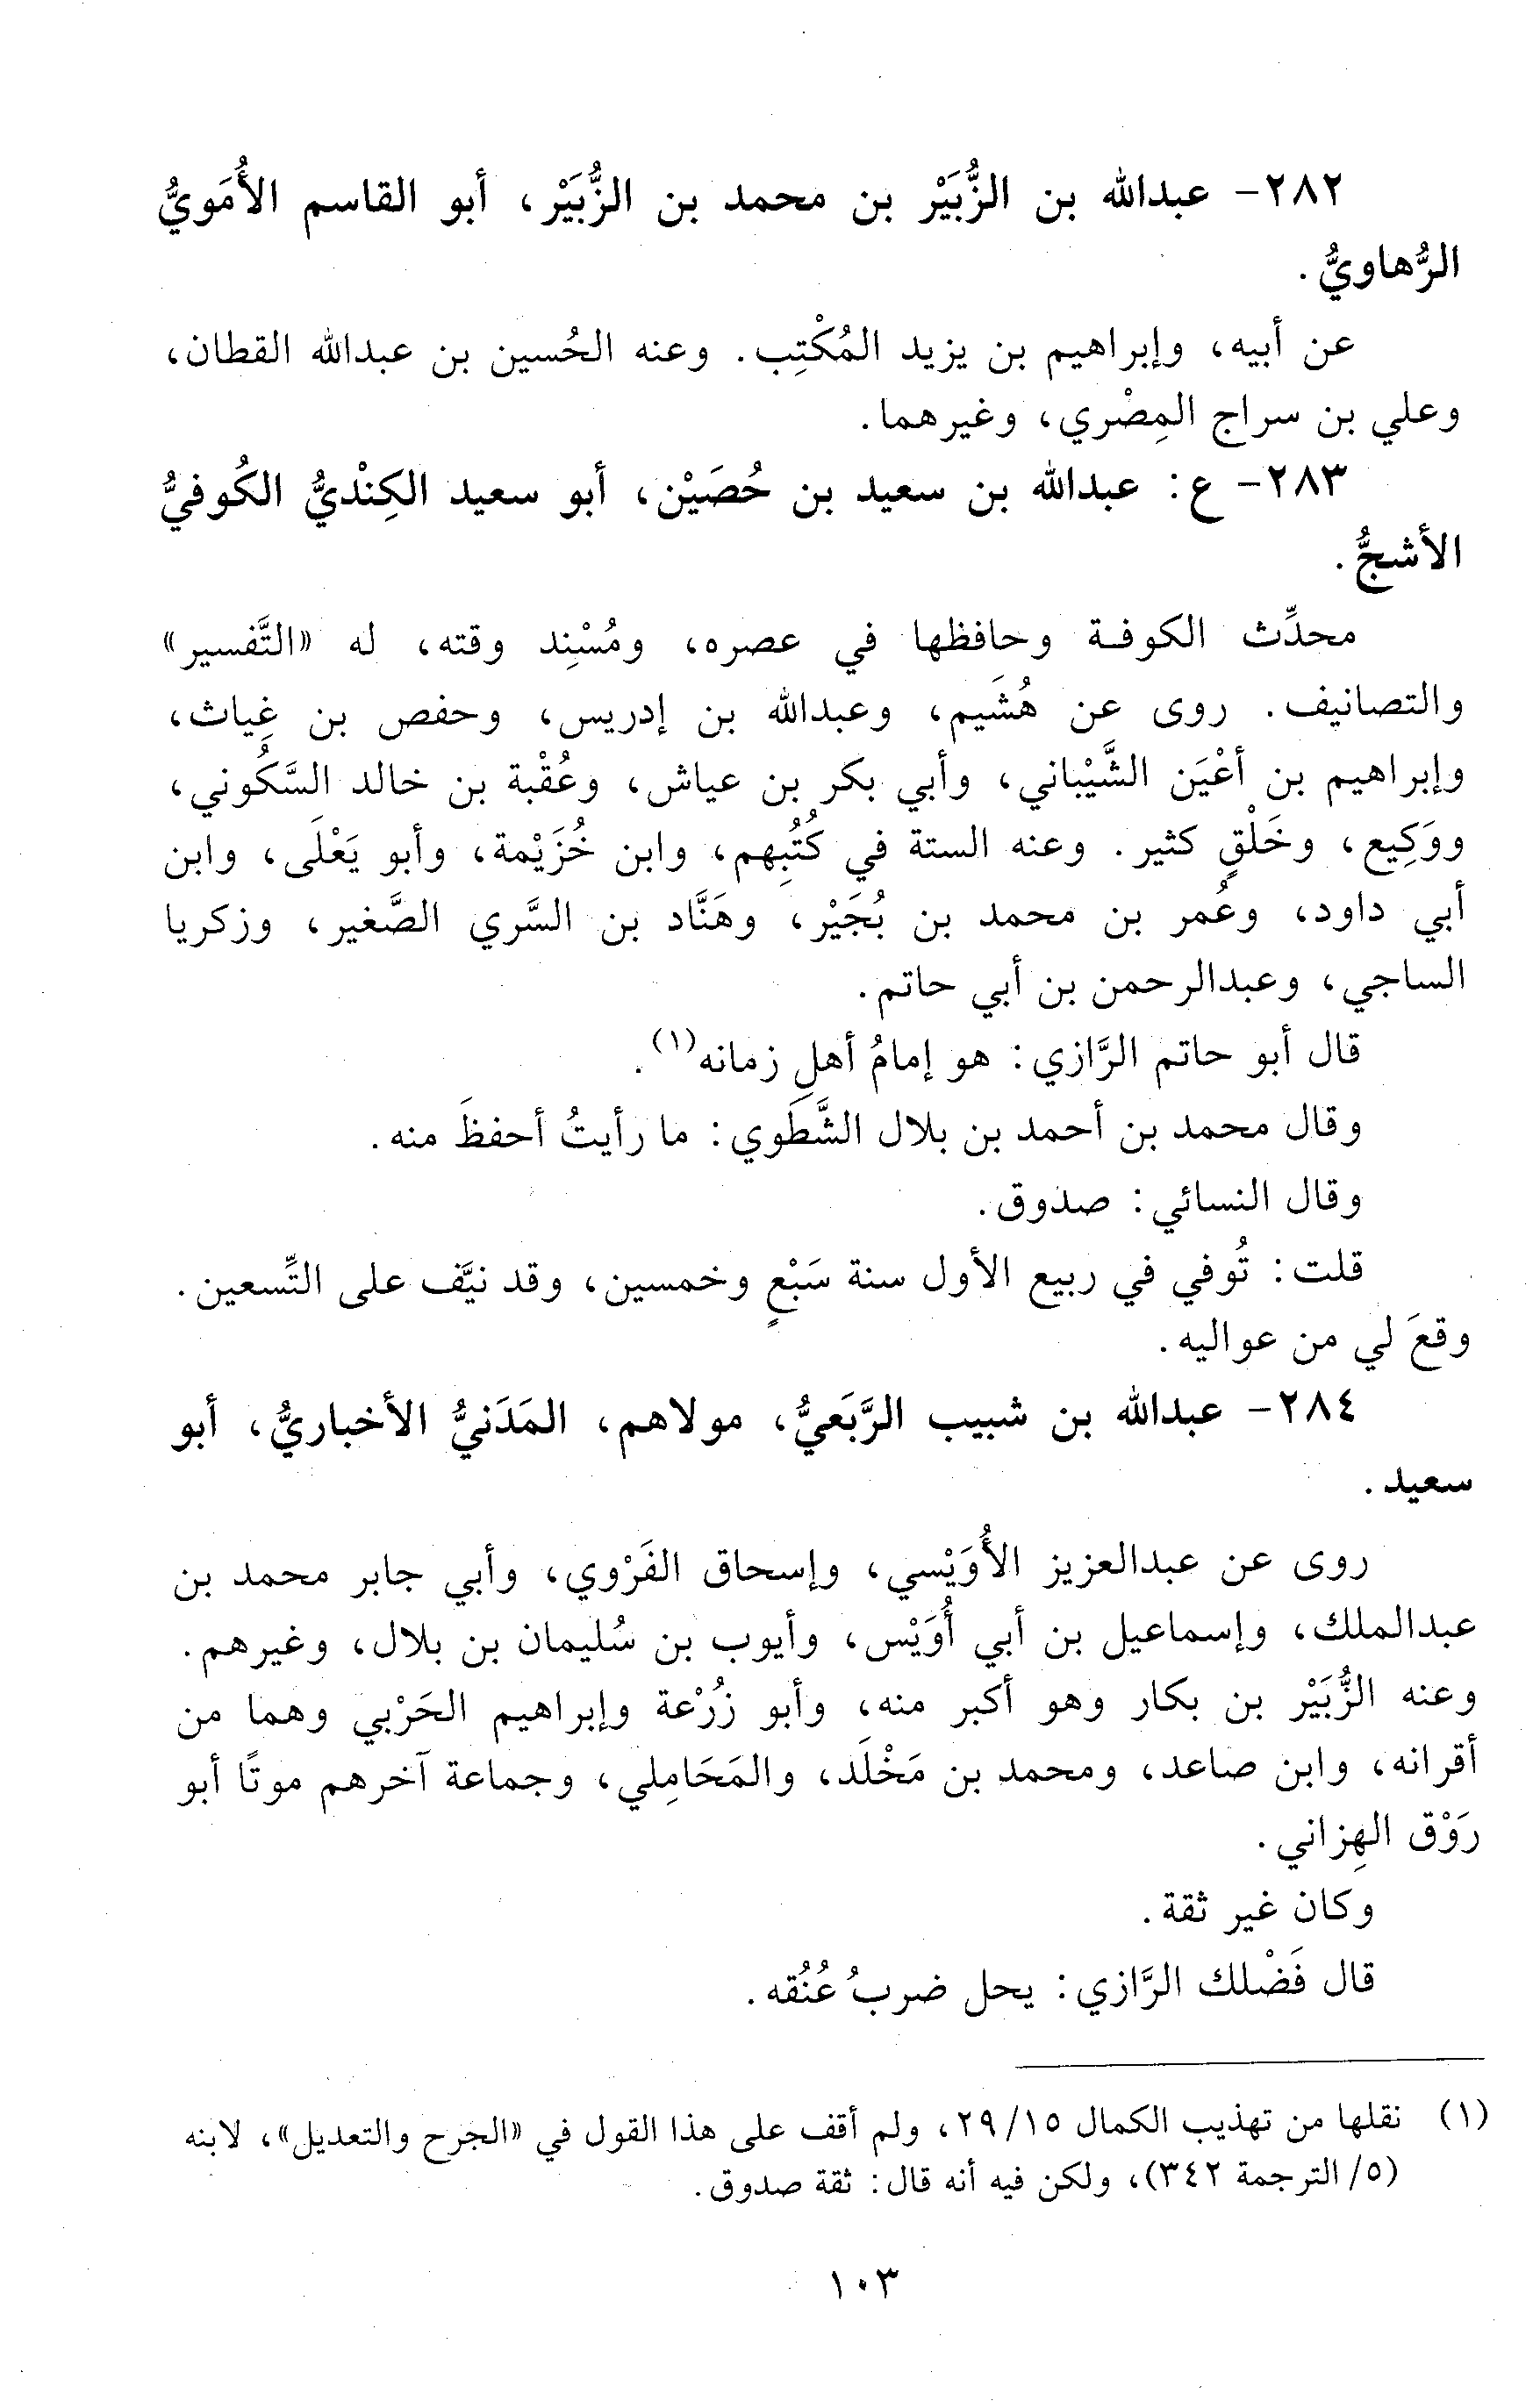 ٢٨٢- عبدالله بن الزُّبَيْر بن محمد بن الزُّبَيْر، أبو القاسم الأُمَويُّ
الرُّهاويُّ.
عن أبيه، وإبراهيم بن يزيد المُكْتِب. وعنه الحُسين بن عبدالله القطان،
وعلي بن سراج المِصْري، وغيرهما.
٢٨٣- ع: عبدالله بن سعيد بن حُصَيْن، أبو سعيد الكِنْديُّ الكُوفيُّ
الأشجُّ.
محدِّث الكوفة وحافظها في عصره، ومُسْنِد وقته، له «التَّفسير»
والتصانيف. روى عن هُشَيم، وعبدالله بن إدريس، وحفص بن غِياث،
وإبراهيم بن أعْيَن الشَّيْباني، وأبي بكر بن عياش، وعُقْبة بن خالد السَّكُوني،
ووَكِيع، وخَلْقٍ كثير. وعنه الستة في كُتُبِهم، وابن خُزَيْمة، وأبو يَعْلَى، وابن
أبي داود، وعُمر بن محمد بن بُجَيْر، وهَنَّاد بن السَّري الصَّغير، وزكريا
الساجي، وعبدالرحمن بن أبي حاتم.
قال أبو حاتم الرَّازي: هو إمامُ أهلِ زمانه(١).
وقال محمد بن أحمد بن بلال الشَّطَوي: ما رأيتُ أحفظَ منه.
وقال النسائي: صدوق.
قلت: تُوفي في ربيع الأول سنة سَبْعٍ وخمسين، وقد نيَّف على التِّسعين.
وقعَ لي من عواليه.
٢٨٤- عبدالله بن شبيب الرَّبَعيُّ، مولاهم، المَدَنيُّ الأخباريُّ، أبو
سعيد.
روى عن عبدالعزيز الأُوَيْسي، وإسحاق الفَرْوي، وأبي جابر محمد بن
عبدالملك، وإسماعيل بن أبي أُوَيْس، وأيوب بن سُليمان بن بلال، وغيرهم.
وعنه الزُّبَيْر بن بكار وهو أكبر منه، وأبو زُرْعة وإبراهيم الحَرْبي وهما من
أقرانه، وابن صاعد، ومحمد بن مَخْلَد، والمَحَامِلي، وجماعة آخرهم موتًا أبو
رَوْق الهِزاني.
وكان غير ثقة.
قال فَضْلك الرَّازي: يحل ضربُ عُنُقه.
(١) نقلها من تهذيب الكمال ١٥/ ٢٩، ولم أقف على هذا القول في «الجرح والتعديل»، لابنه
(٥/ الترجمة ٣٤٢)، ولكن فيه أنه قال: ثقة صدوق.
١٠٣